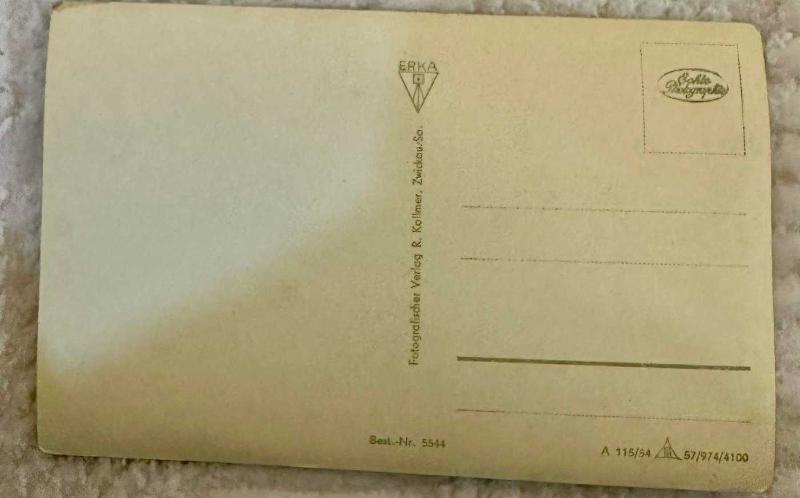 ERKA
Echte
Photographie
Fotografischer Verlag R. Kollmer, Zwickau/Sa.
Best.-Nr. 5544
A 115/54 57/974/4100